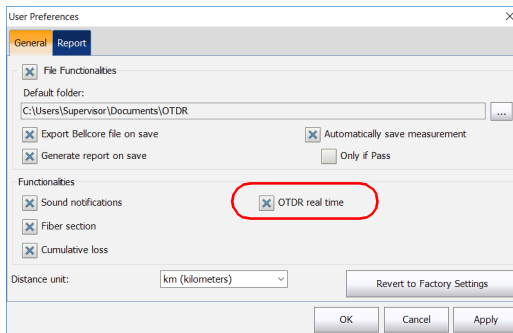 User Preferences
General Report
File Functionalities
Default folder:
C:\Users\Supervisor\Documents\OTDR ...
Export Bellcore file on save Automatically save measurement
Generate report on save Only if Pass
Functionalities
Sound notifications OTDR real time
Fiber section
Cumulative loss
Distance unit: km (kilometers) Revert to Factory Settings
OK Cancel Apply